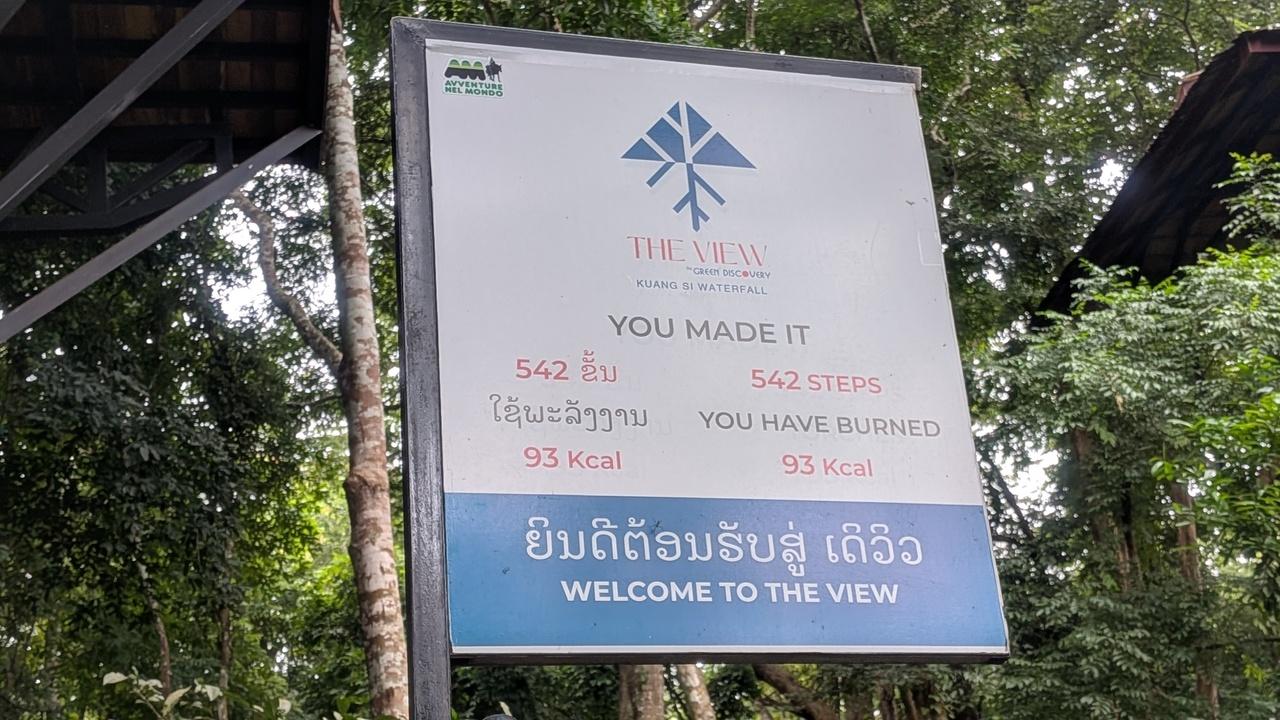 AVVENTURE
NEL MONDO
THE VIEW
by GREEN DISCOVERY
KUANG SI WATERFALL
YOU MADE IT
542 ຂັ້ນ
ໃຊ້ພະລັງງານ
93 Kcal
542 STEPS
YOU HAVE BURNED
93 Kcal
ຍິນດີຕ້ອນຮັບສູ່ ເດິວິວ
WELCOME TO THE VIEW